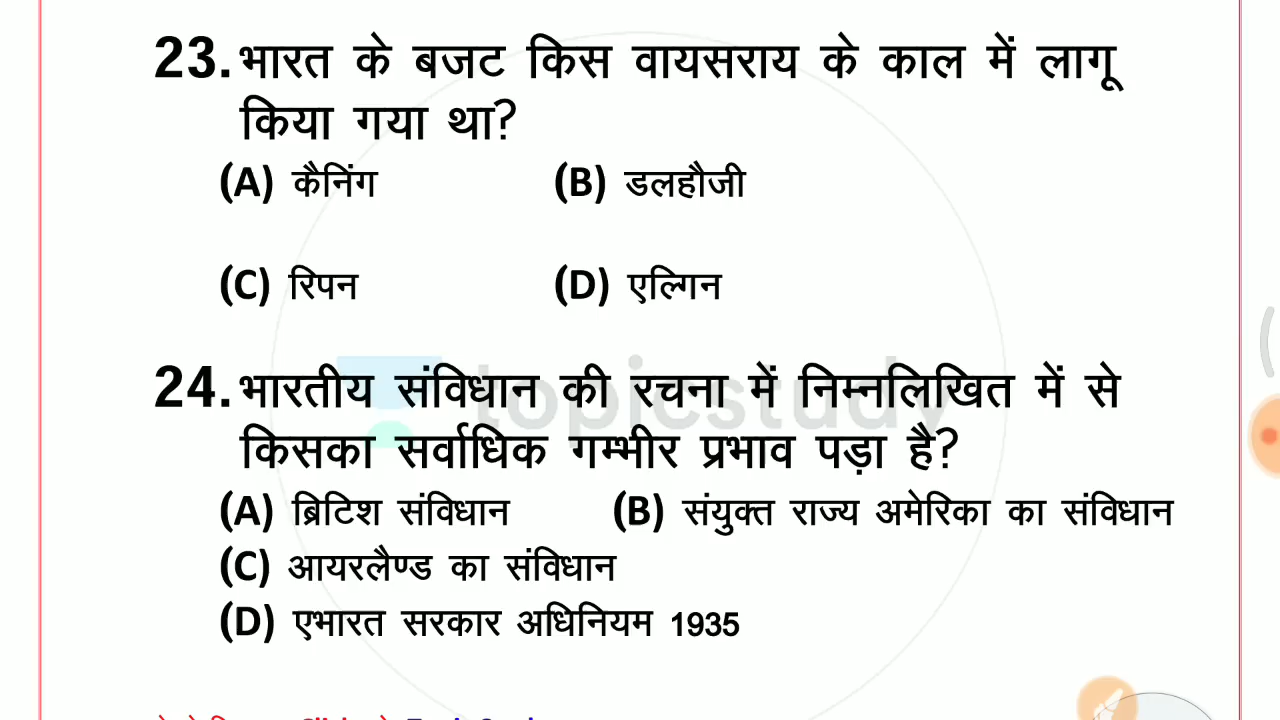 23. भारत के बजट किस वायसराय के काल में लागू
किया गया था?
(A) कैनिंग (B) डलहौजी
(C) रिपन (D) एल्गिन
topicstudy
24. भारतीय संविधान की रचना में निम्नलिखित में से
किसका सर्वाधिक गम्भीर प्रभाव पड़ा है?
(A) ब्रिटिश संविधान (B) संयुक्त राज्य अमेरिका का संविधान
(C) आयरलैण्ड का संविधान
(D) एभारत सरकार अधिनियम 1935